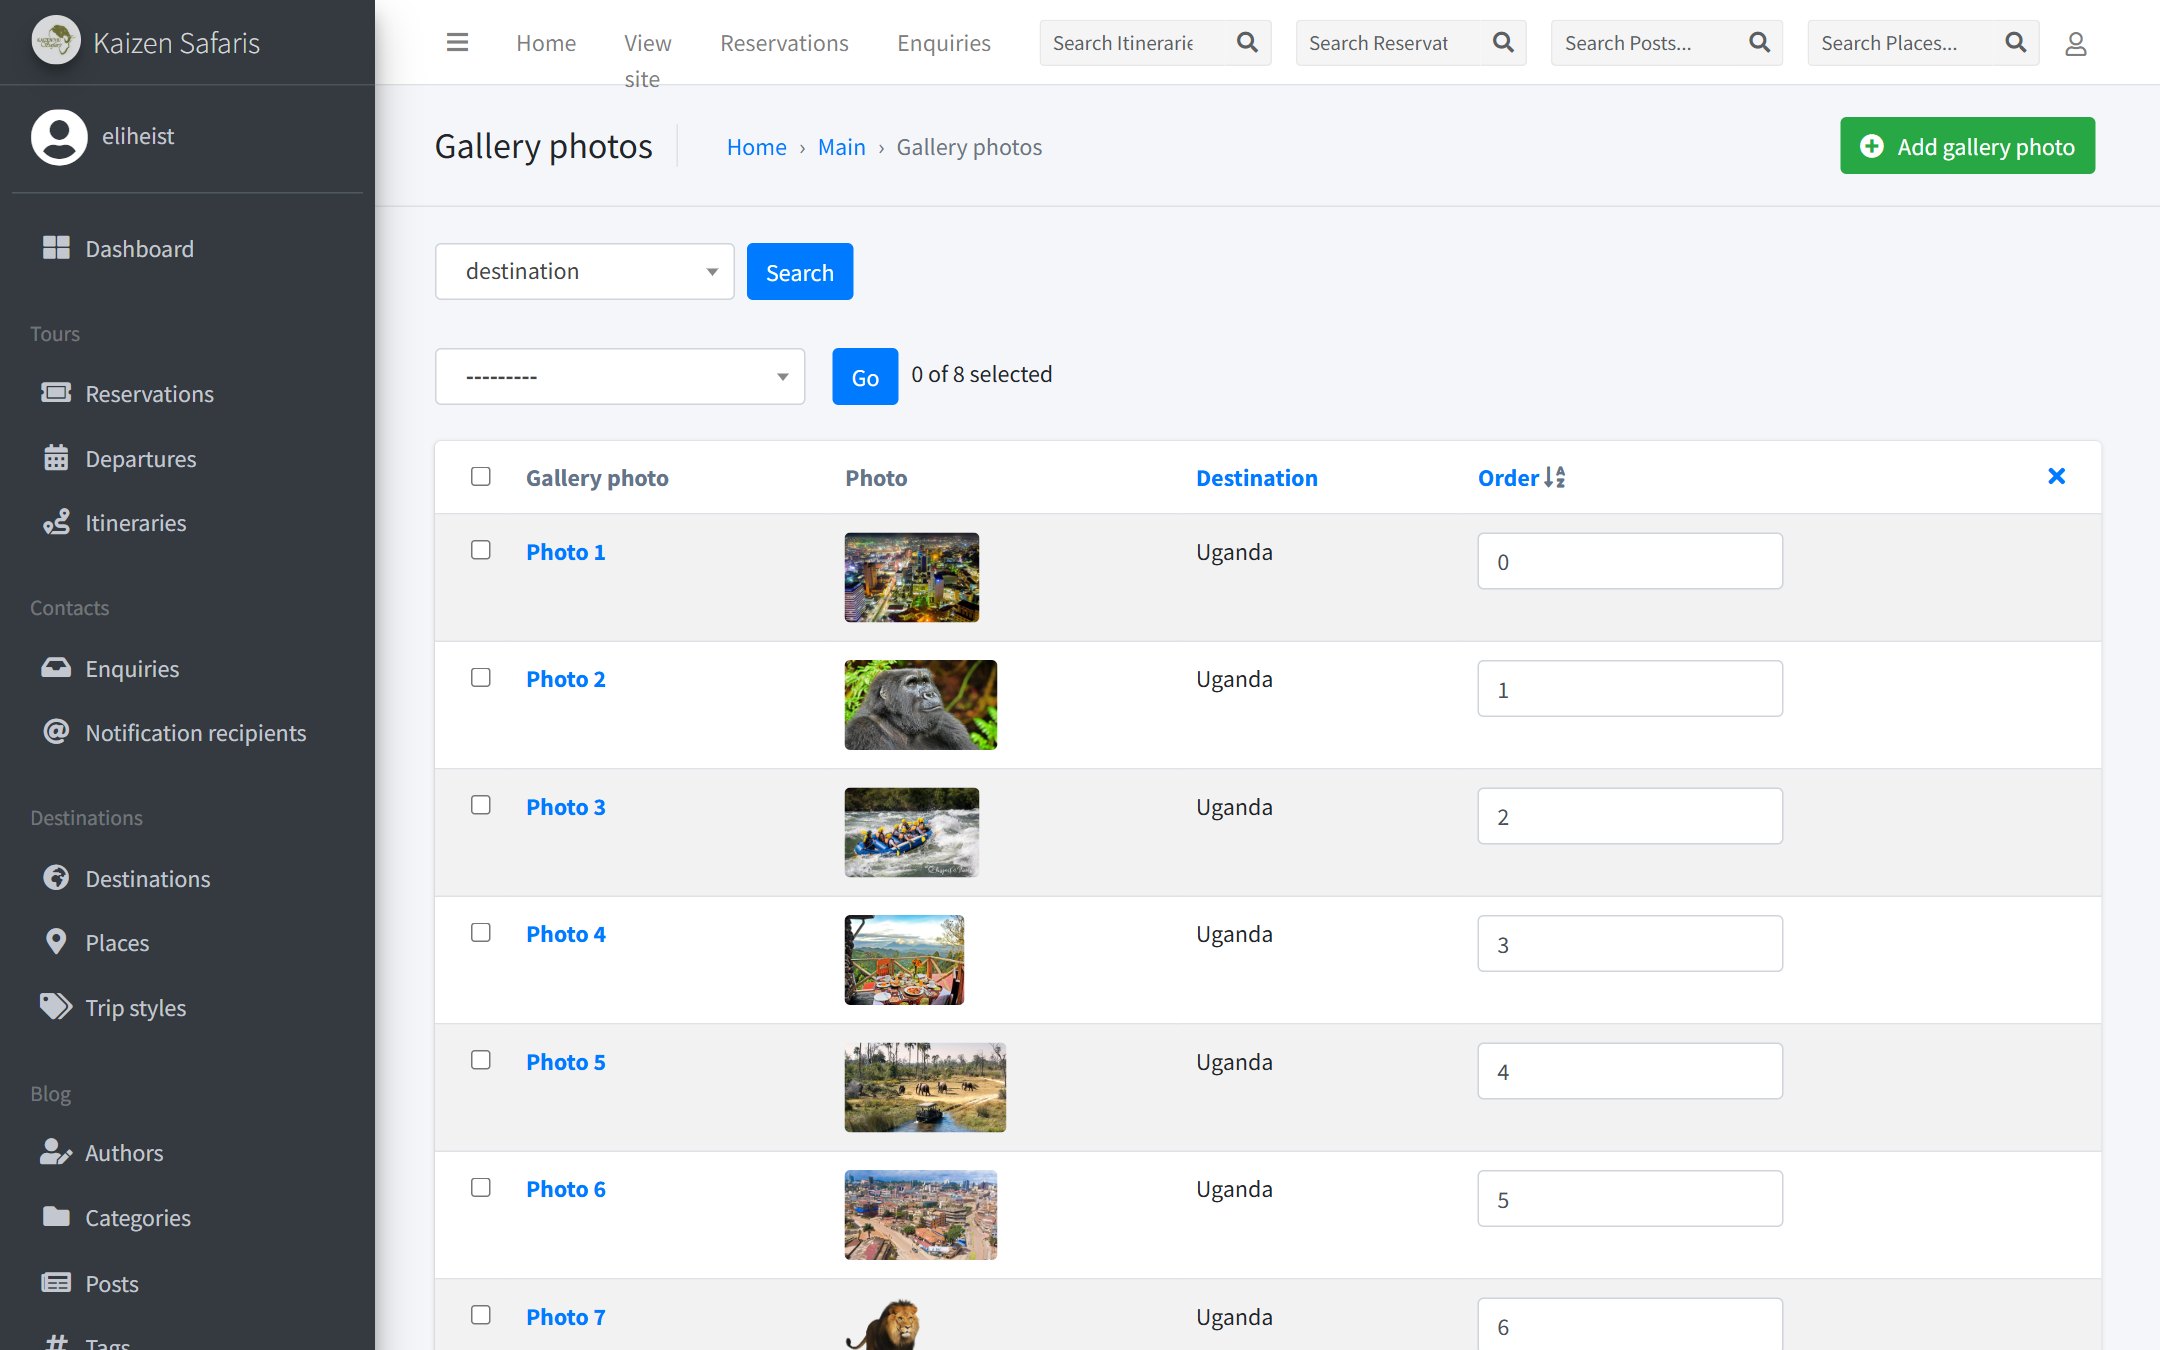 Kaizen Safaris
Home
View site
Reservations
Enquiries
Search Itinerarie
Search Reservat
Search Posts...
Search Places...
eliheist
Gallery photos
Home › Main › Gallery photos
Add gallery photo
Dashboard
destination
Search
Tours
---------
Go
0 of 8 selected
Reservations
Departures
Itineraries
Contacts
Enquiries
Notification recipients
Destinations
Destinations
Places
Trip styles
Blog
Authors
Categories
Posts
Tags
Gallery photo
Photo
Destination
Order
Photo 1
Uganda
0
Photo 2
Uganda
1
Photo 3
Uganda
2
Photo 4
Uganda
3
Photo 5
Uganda
4
Photo 6
Uganda
5
Photo 7
Uganda
6